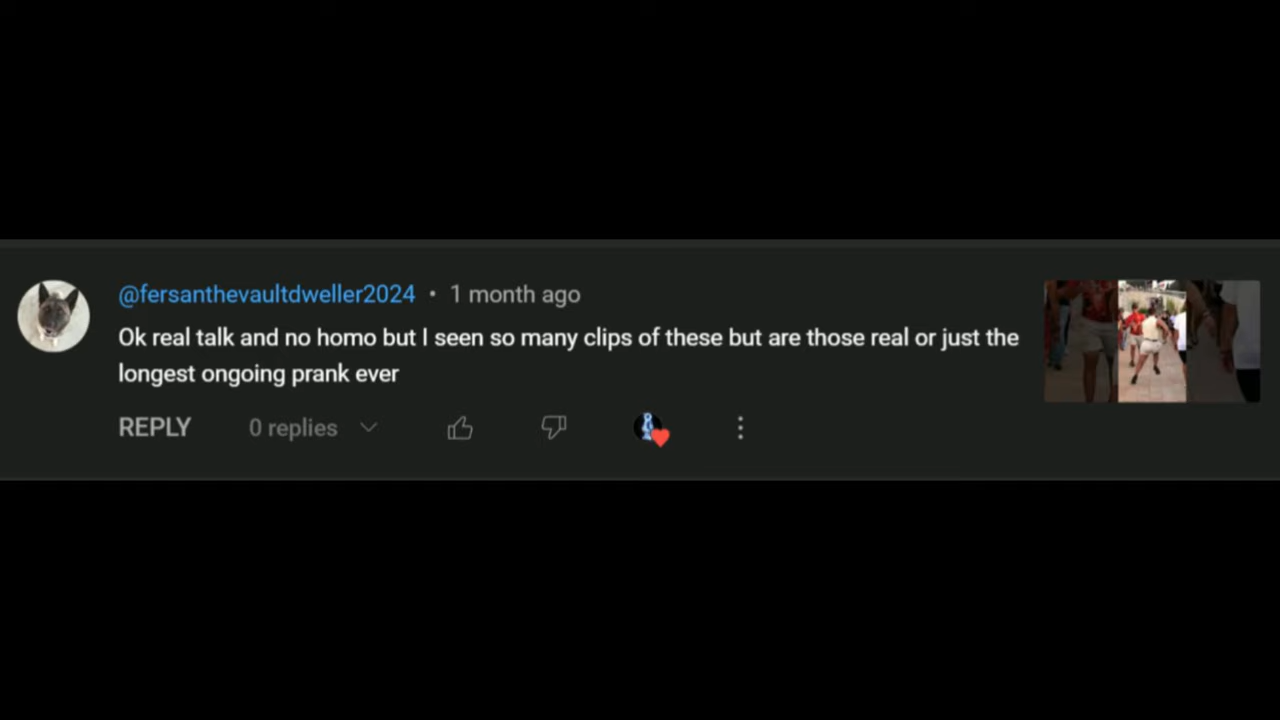 @fersanthevaultdweller2024 • 1 month ago
Ok real talk and no homo but I seen so many clips of these but are those real or just the
longest ongoing prank ever
REPLY 0 replies